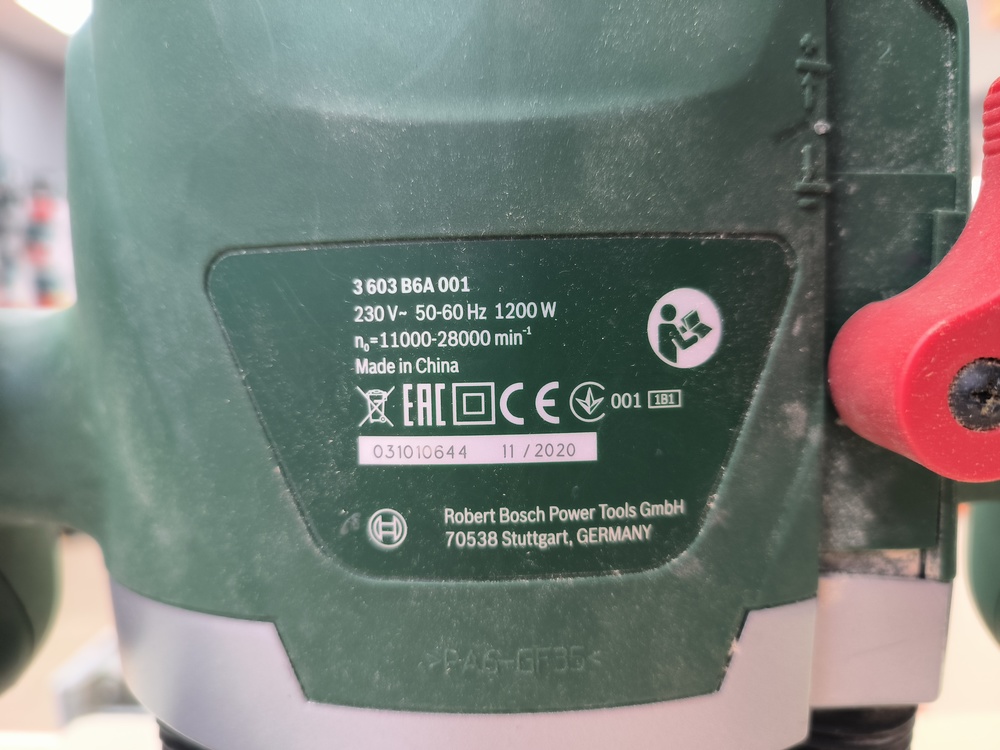 3 603 B6A 001
230 V~ 50-60 Hz 1200 W
n₀=11000-28000 min⁻¹
Made in China
EAC CE 001 1B1
031010644 11 / 2020
Robert Bosch Power Tools GmbH
70538 Stuttgart, GERMANY
>PA6-GF35<